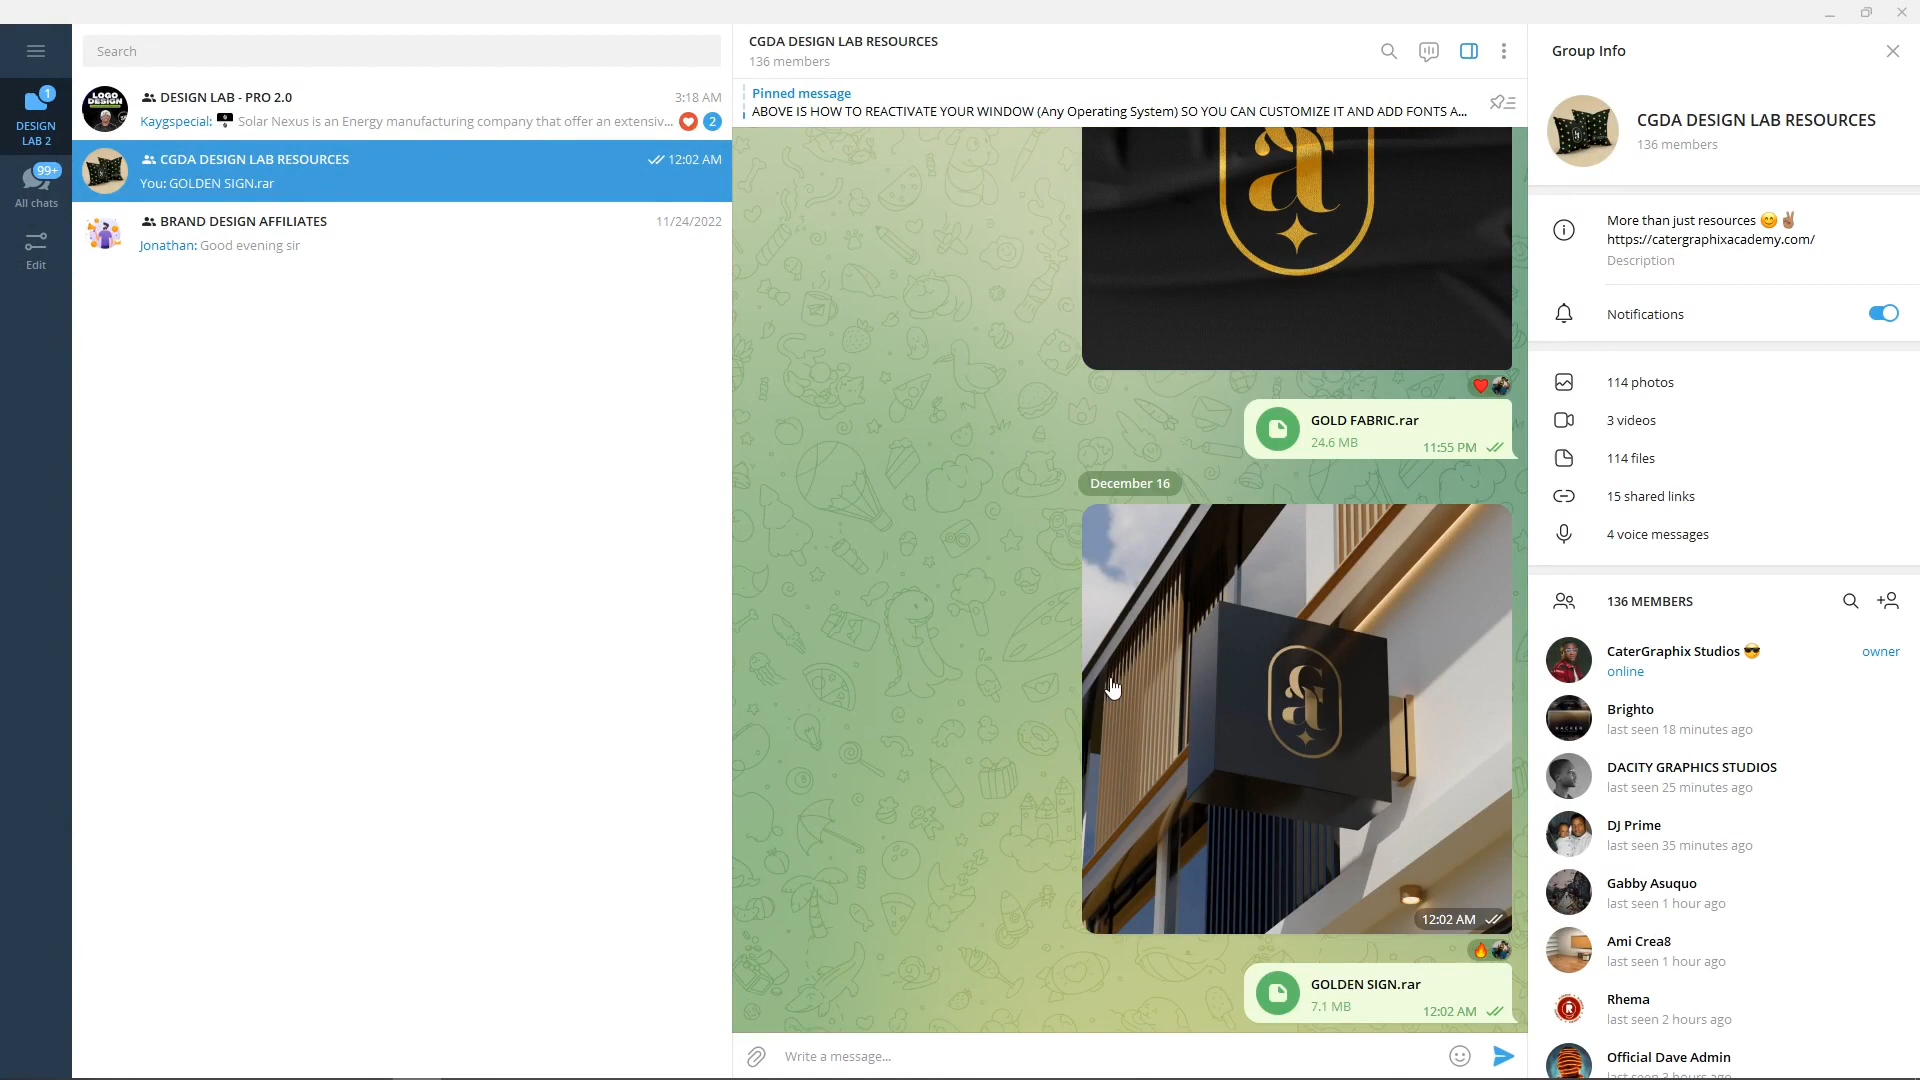 Search
1
DESIGN
LAB 2
99+
All chats
Edit
LOGO
DESIGN
DESIGN LAB - PRO 2.0
3:18 AM
Kaygspecial: Solar Nexus is an Energy manufacturing company that offer an extensiv...
2
CGDA DESIGN LAB RESOURCES
12:02 AM
You: GOLDEN SIGN.rar
BRAND DESIGN AFFILIATES
11/24/2022
Jonathan: Good evening sir
CGDA DESIGN LAB RESOURCES
136 members
Pinned message
ABOVE IS HOW TO REACTIVATE YOUR WINDOW (Any Operating System) SO YOU CAN CUSTOMIZE IT AND ADD FONTS A...
GOLD FABRIC.rar
24.6 MB
11:55 PM
December 16
12:02 AM
GOLDEN SIGN.rar
7.1 MB
12:02 AM
Write a message...
Group Info
CGDA DESIGN LAB RESOURCES
136 members
More than just resources 😊✌🏽
https://catergraphixacademy.com/
Description
Notifications
114 photos
3 videos
114 files
15 shared links
4 voice messages
136 MEMBERS
CaterGraphix Studios 😎
owner
online
Brighto
last seen 18 minutes ago
DACITY GRAPHICS STUDIOS
last seen 25 minutes ago
DJ Prime
last seen 35 minutes ago
Gabby Asuquo
last seen 1 hour ago
Ami Crea8
last seen 1 hour ago
Rhema
last seen 2 hours ago
Official Dave Admin
last seen 3 hours ago